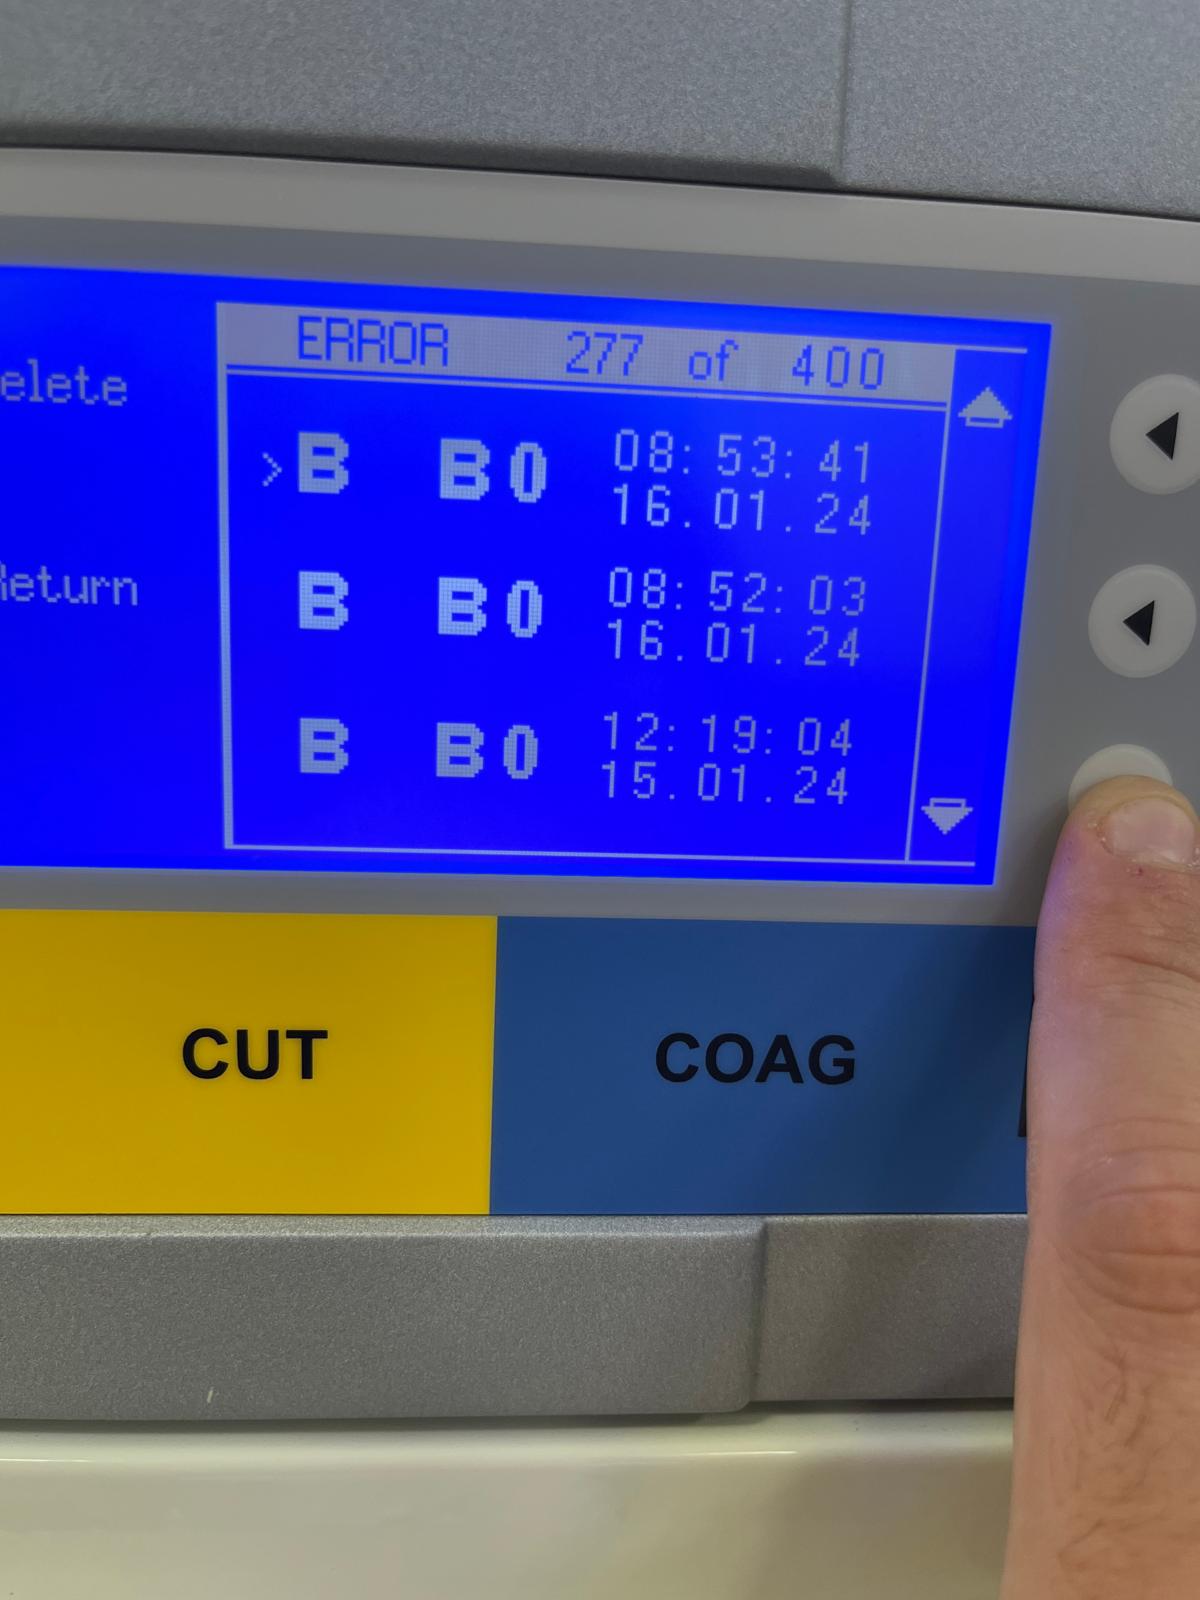 ERROR 277 of 400
elete
> B B0 08:53:41
16.01.24
Return
B B0 08:52:03
16.01.24
B B0 12:19:04
15.01.24
CUT
COAG